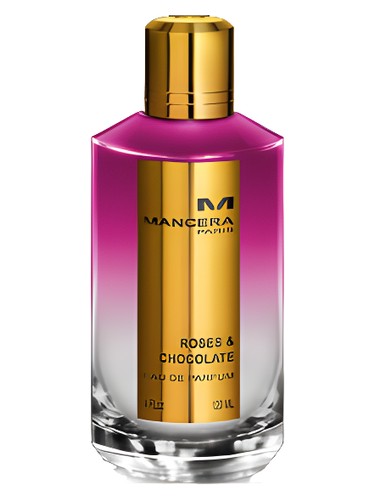 M
MANCERA
PARIS
ROSES &
CHOCOLATE
EAU DE PARFUM